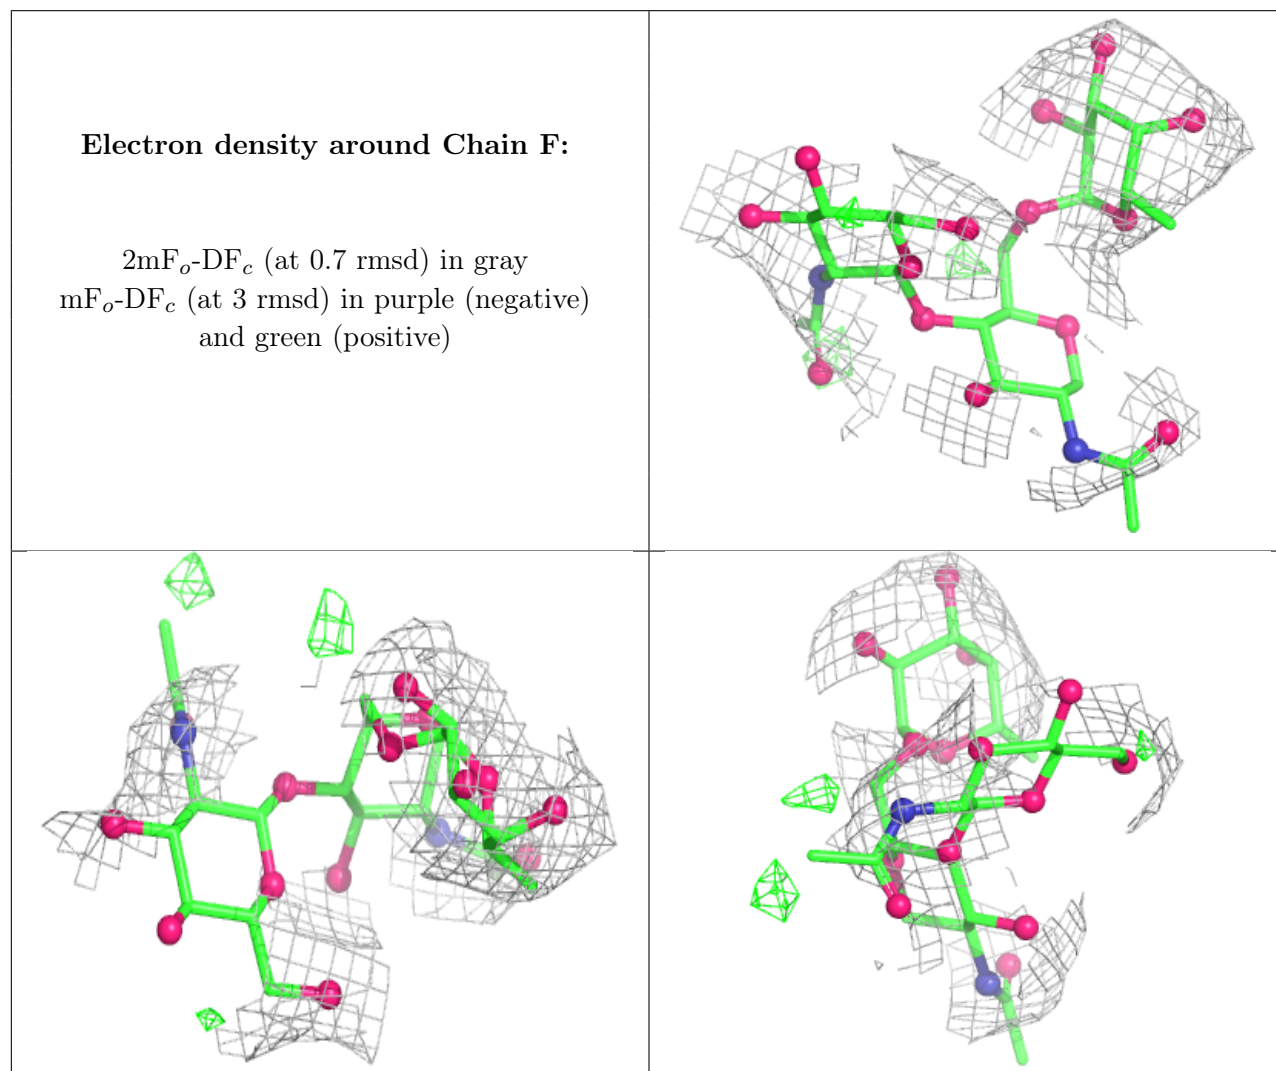 Electron density around Chain F:
2mFo-DFc (at 0.7 rmsd) in gray
mFo-DFc (at 3 rmsd) in purple (negative)
and green (positive)